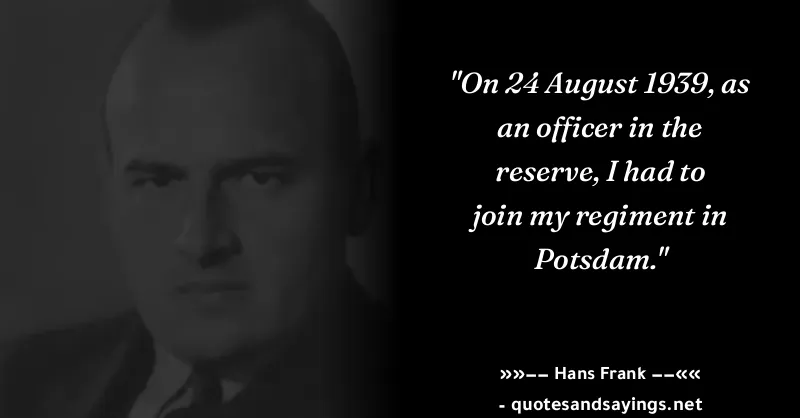 "On 24 August 1939, as
an officer in the
reserve, I had to
join my regiment in
Potsdam."
»»–– Hans Frank ––««
- quotesandsayings.net